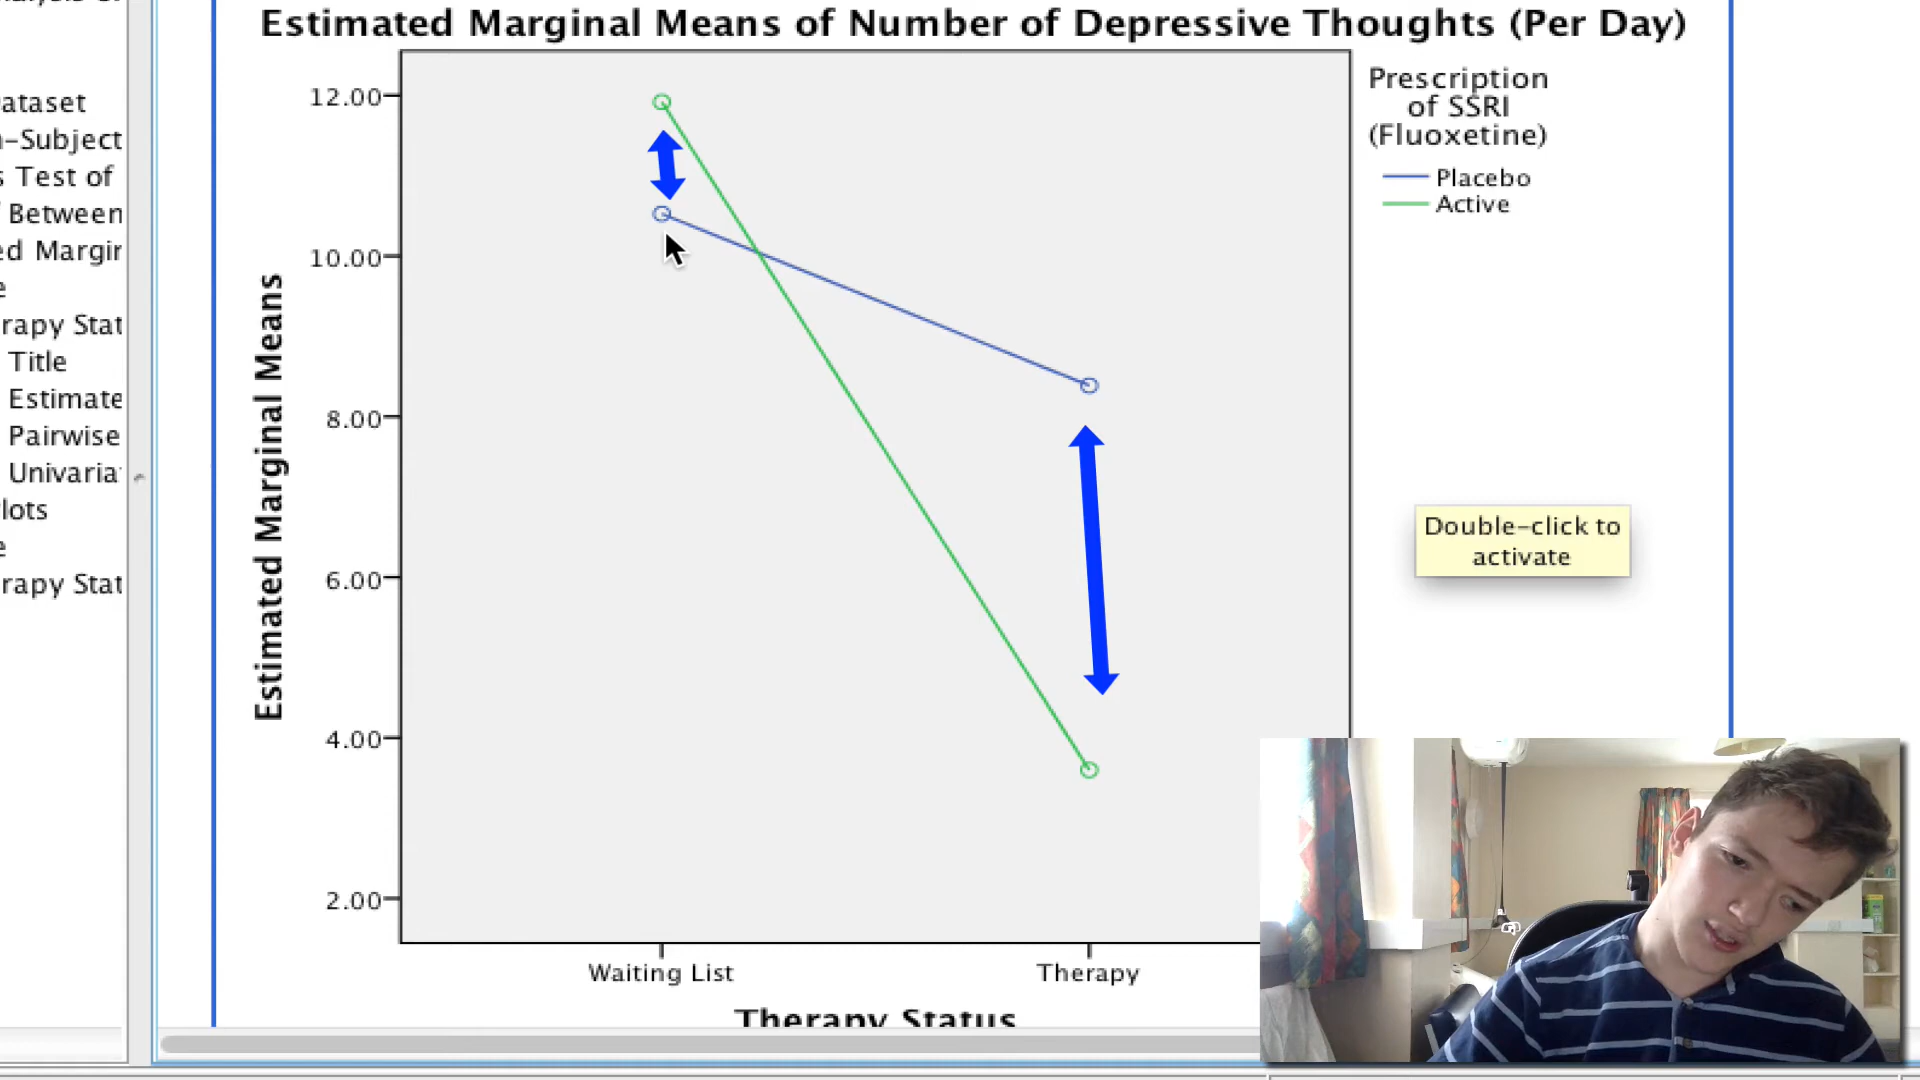 Estimated Marginal Means of Number of Depressive Thoughts (Per Day)
ataset
-Subject
s Test of
Between
ed Margin
e
rapy Stat
Title
Estimate
Pairwise
Univaria
lots
e
rapy Stat
Estimated Marginal Means
12.00
10.00
8.00
6.00
4.00
2.00
Waiting List
Therapy
Therapy Status
Prescription
of SSRI
(Fluoxetine)
Placebo
Active
Double-click to
activate